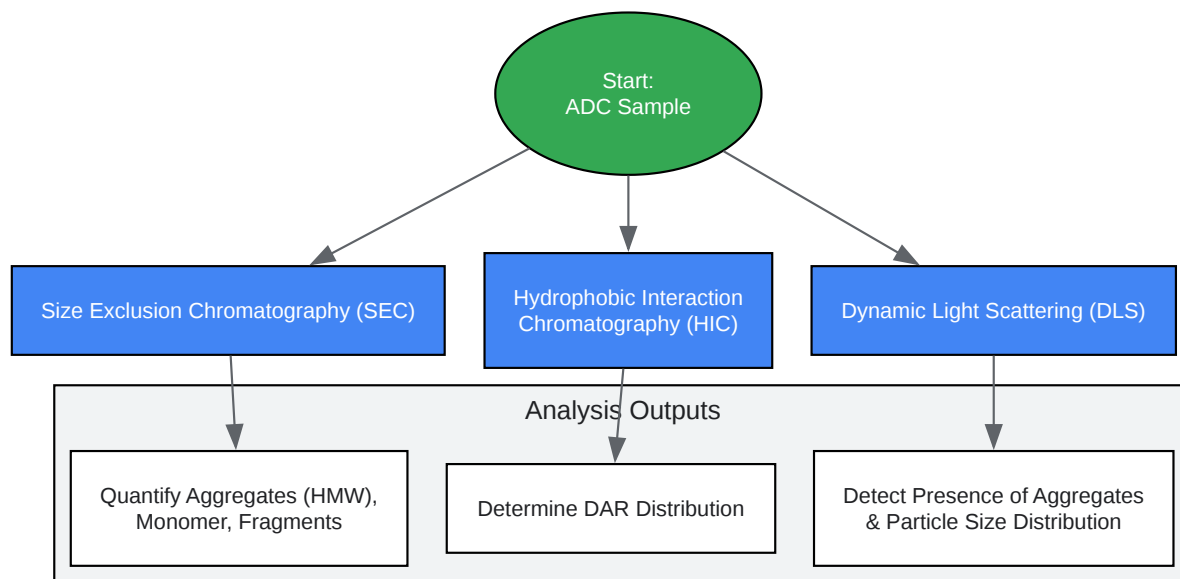 Start:
ADC Sample
Size Exclusion Chromatography (SEC)
Hydrophobic Interaction
Chromatography (HIC)
Dynamic Light Scattering (DLS)
Analysis Outputs
Quantify Aggregates (HMW),
Monomer, Fragments
Determine DAR Distribution
Detect Presence of Aggregates
& Particle Size Distribution